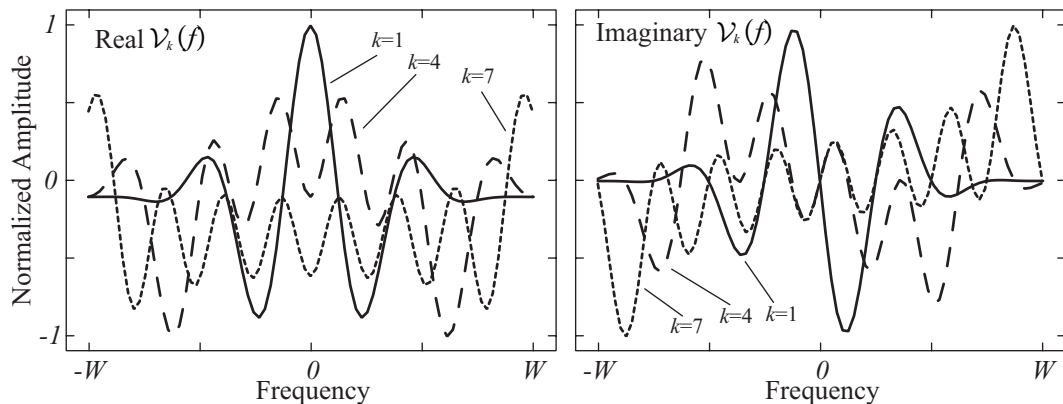 Real 𝒱k(f)
k=1
k=4
k=7
1
0
-1
Normalized Amplitude
-W 0 W
Frequency
Imaginary 𝒱k(f)
k=7
k=4
k=1
-W 0 W
Frequency